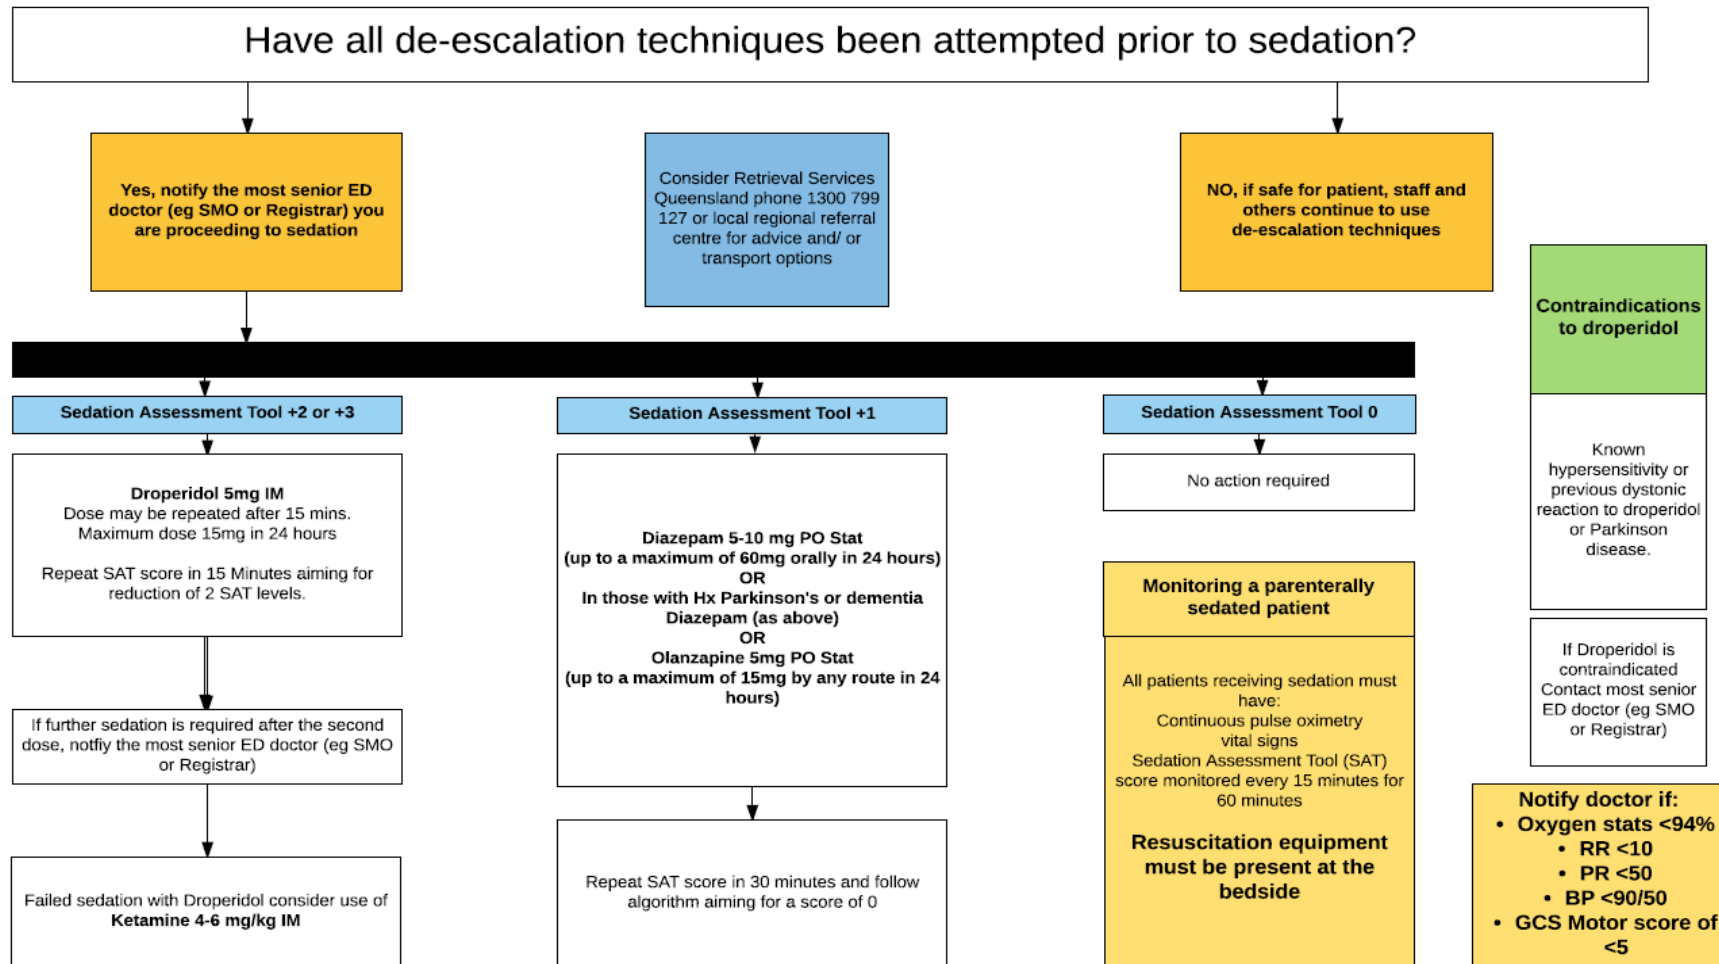 Have all de-escalation techniques been attempted prior to sedation?
Yes, notify the most senior ED
doctor (eg SMO or Registrar) you
are proceeding to sedation
Consider Retrieval Services
Queensland phone 1300 799
127 or local regional referral
centre for advice and/ or
transport options
NO, if safe for patient, staff and
others continue to use
de-escalation techniques
Contraindications
to droperidol
Known
hypersensitivity or
previous dystonic
reaction to droperidol
or Parkinson
disease.
If Droperidol is
contraindicated
Contact most senior
ED doctor (eg SMO
or Registrar)
Sedation Assessment Tool +2 or +3
Droperidol 5mg IM
Dose may be repeated after 15 mins.
Maximum dose 15mg in 24 hours
Repeat SAT score in 15 Minutes aiming for
reduction of 2 SAT levels.
If further sedation is required after the second
dose, notfiy the most senior ED doctor (eg SMO
or Registrar)
Failed sedation with Droperidol consider use of
Ketamine 4-6 mg/kg IM
Sedation Assessment Tool +1
Diazepam 5-10 mg PO Stat
(up to a maximum of 60mg orally in 24 hours)
OR
In those with Hx Parkinson's or dementia
Diazepam (as above)
OR
Olanzapine 5mg PO Stat
(up to a maximum of 15mg by any route in 24
hours)
Repeat SAT score in 30 minutes and follow
algorithm aiming for a score of 0
Sedation Assessment Tool 0
No action required
Monitoring a parenterally
sedated patient
All patients receiving sedation must
have:
Continuous pulse oximetry
vital signs
Sedation Assessment Tool (SAT)
score monitored every 15 minutes for
60 minutes
Resuscitation equipment
must be present at the
bedside
Notify doctor if:
• Oxygen stats <94%
• RR <10
• PR <50
• BP <90/50
• GCS Motor score of
<5